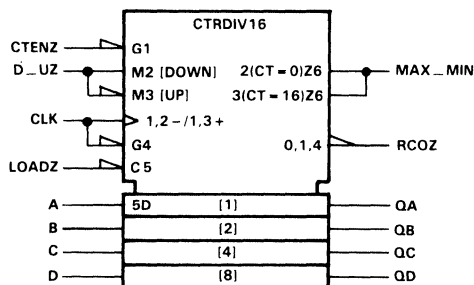 CTRDIV16
CTENZ G1
D_UZ M2 [DOWN] 2(CT = 0)Z6 MAX_MIN
M3 [UP] 3(CT = 16)Z6
CLK 1,2-/1,3+
G4 0,1,4 RCOZ
LOADZ C5
A 5D [1] QA
B [2] QB
C [4] QC
D [8] QD